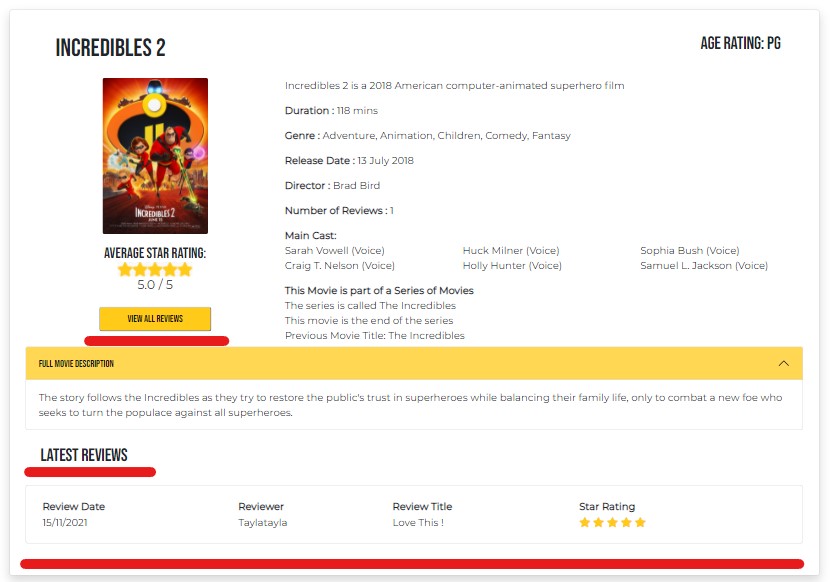 INCREDIBLES 2
AGE RATING: PG
INCREDIBLES 2
AVERAGE STAR RATING:
5.0 / 5
VIEW ALL REVIEWS
Incredibles 2 is a 2018 American computer-animated superhero film
Duration : 118 mins
Genre : Adventure, Animation, Children, Comedy, Fantasy
Release Date : 13 July 2018
Director : Brad Bird
Number of Reviews : 1
Main Cast:
Sarah Vowell (Voice) Huck Milner (Voice) Sophia Bush (Voice)
Craig T. Nelson (Voice) Holly Hunter (Voice) Samuel L. Jackson (Voice)
This Movie is part of a Series of Movies
The series is called The Incredibles
This movie is the end of the series
Previous Movie Title: The Incredibles
FULL MOVIE DESCRIPTION
The story follows the Incredibles as they try to restore the public's trust in superheroes while balancing their family life, only to combat a new foe who
seeks to turn the populace against all superheroes.
LATEST REVIEWS
Review Date Reviewer Review Title Star Rating
15/11/2021 Taylatayla Love This !